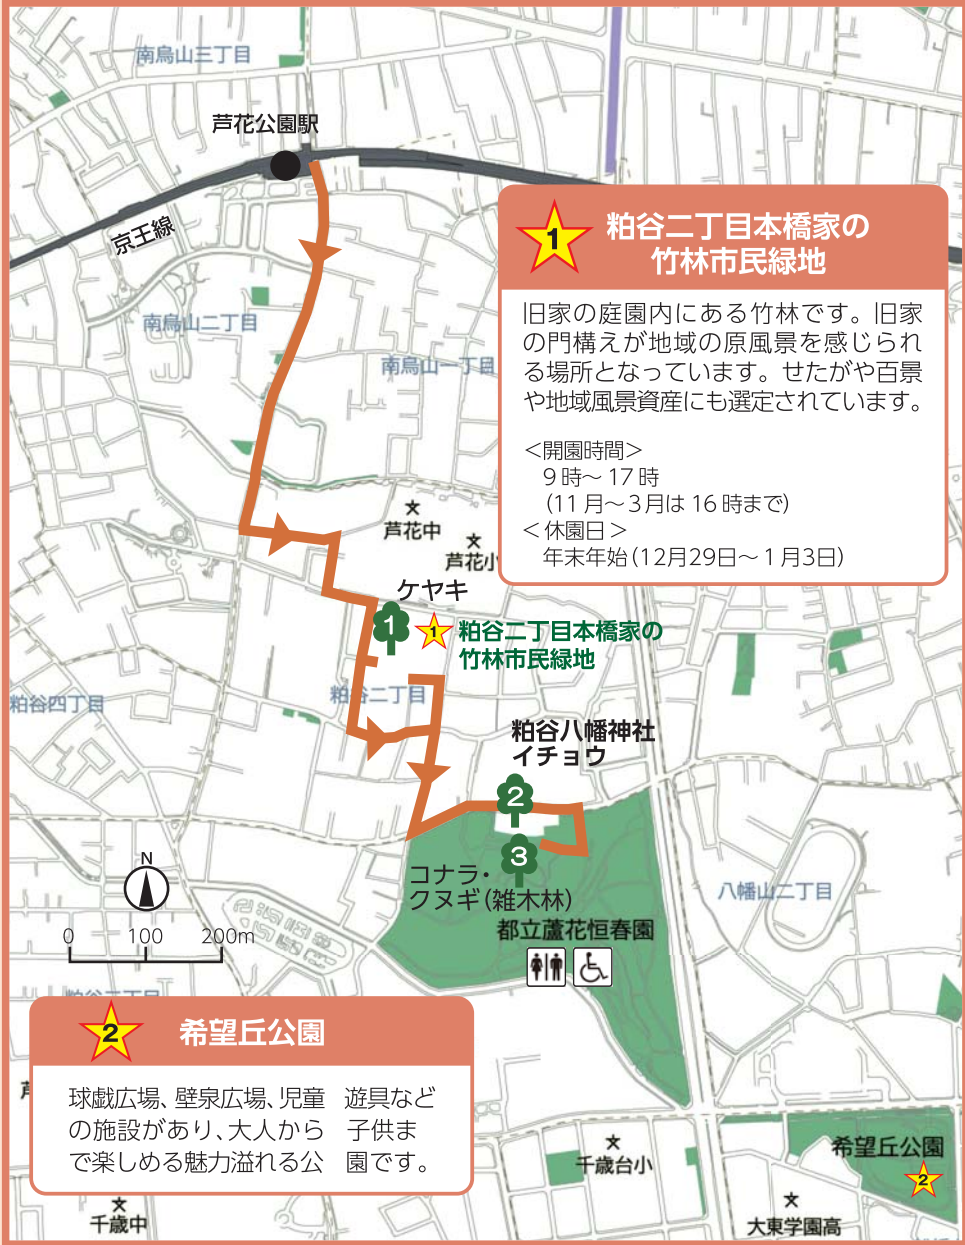 南烏山三丁目
芦花公園駅
京王線
1
粕谷二丁目本橋家の
竹林市民緑地
旧家の庭園内にある竹林です。旧家
の門構えが地域の原風景を感じられ
る場所となっています。せたがや百景
や地域風景資産にも選定されています。
＜開園時間＞
9時～17時
(11月～3月は16時まで)
＜休園日＞
年末年始(12月29日～1月3日)
南烏山二丁目
南烏山一丁目
芦花中
芦花小
ケヤキ
1
1
粕谷二丁目本橋家の
竹林市民緑地
粕谷二丁目
粕谷四丁目
粕谷八幡神社
イチョウ
2
3
コナラ・
クヌギ(雑木林)
都立蘆花恒春園
八幡山二丁目
N
0 100 200m
2
希望丘公園
球戯広場、壁泉広場、児童 遊具など
の施設があり、大人から 子供ま
で楽しめる魅力溢れる公 園です。
千歳中
千歳台小
希望丘公園
2
大東学園高